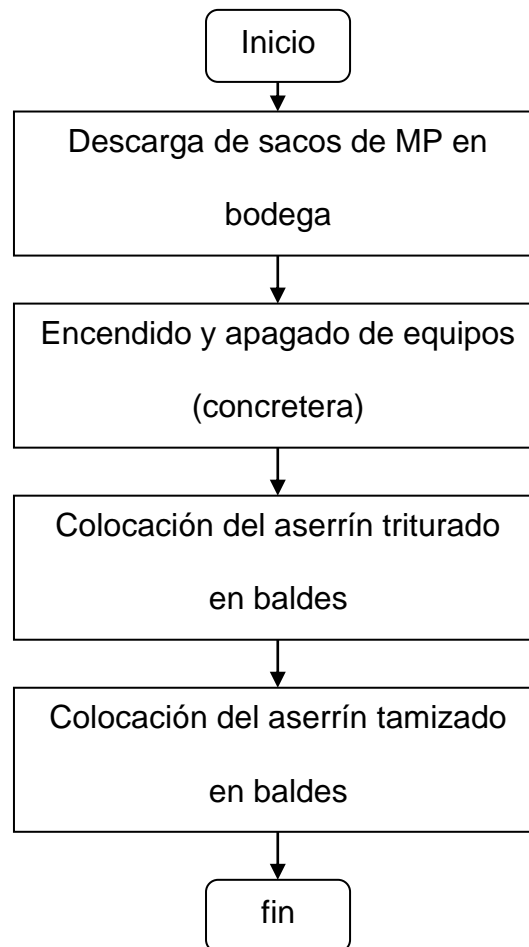 Inicio
Descarga de sacos de MP en
bodega
Encendido y apagado de equipos
(concretera)
Colocación del aserrín triturado
en baldes
Colocación del aserrín tamizado
en baldes
fin